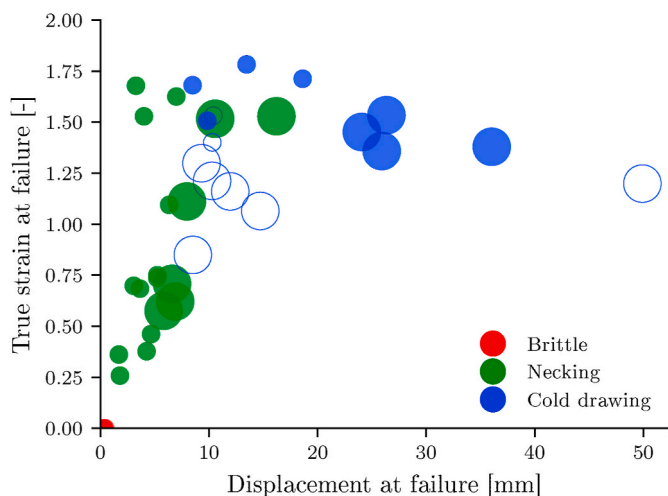 2.00
1.75
1.50
1.25
1.00
0.75
0.50
0.25
0.00
True strain at failure [-]
0 10 20 30 40 50
Displacement at failure [mm]
Brittle
Necking
Cold drawing